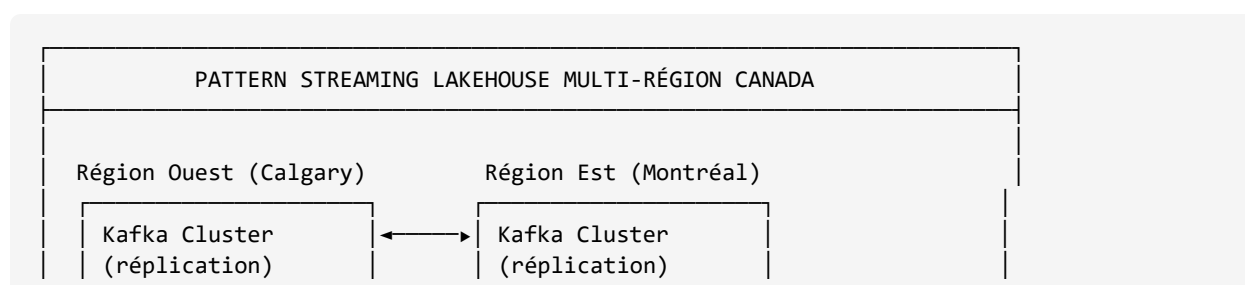 PATTERN STREAMING LAKEHOUSE MULTI-RÉGION CANADA
Région Ouest (Calgary) Région Est (Montréal)
Kafka Cluster Kafka Cluster
(réplication) (réplication)